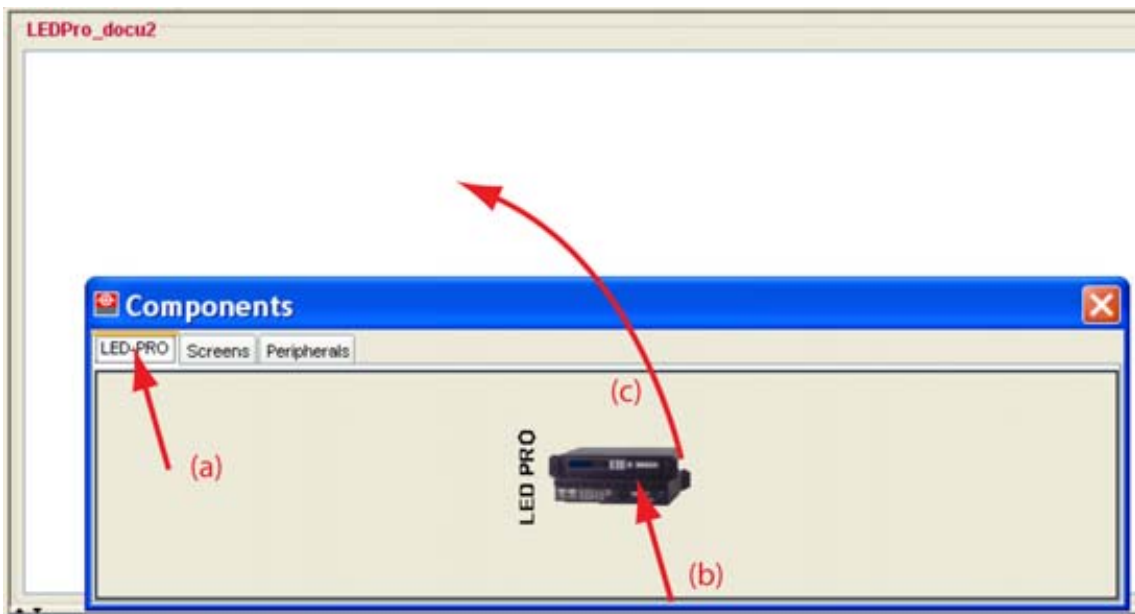 LEDPro_docu2
Components
LED-PRO Screens Peripherals
(c)
LED PRO
(a)
(b)